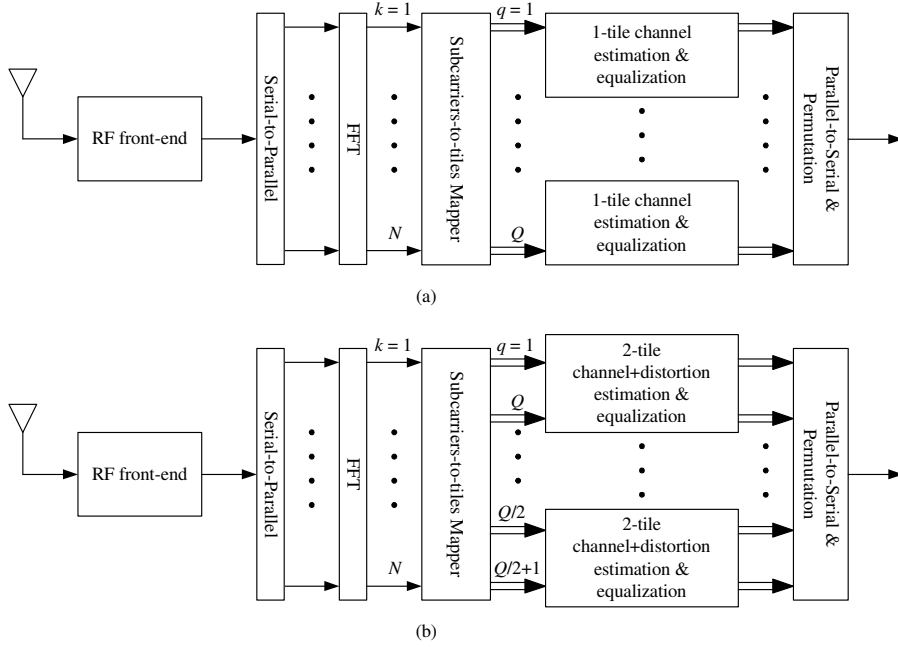 k = 1
q = 1
1-tile channel
estimation &
equalization
RF front-end
Serial-to-Parallel
FFT
Subcarriers-to-tiles Mapper
Parallel-to-Serial &
Permutation
1-tile channel
estimation &
equalization
N
Q
(a)
k = 1
q = 1
2-tile
channel+distortion
estimation &
equalization
Q
RF front-end
Serial-to-Parallel
FFT
Subcarriers-to-tiles Mapper
Parallel-to-Serial &
Permutation
Q/2
2-tile
channel+distortion
estimation &
equalization
N
Q/2+1
(b)